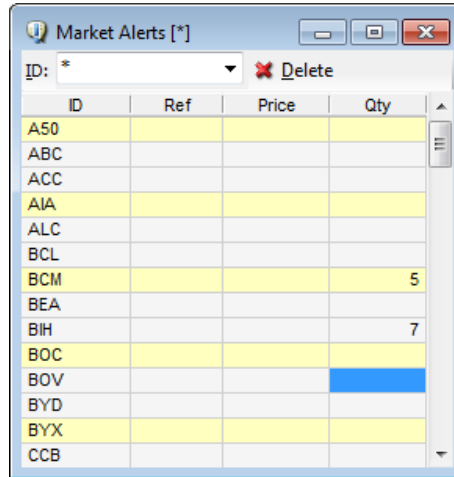 Market Alerts [*]
ID: * Delete
ID Ref Price Qty
A50
ABC
ACC
AIA
ALC
BCL
BCM 5
BEA
BIH 7
BOC
BOV
BYD
BYX
CCB